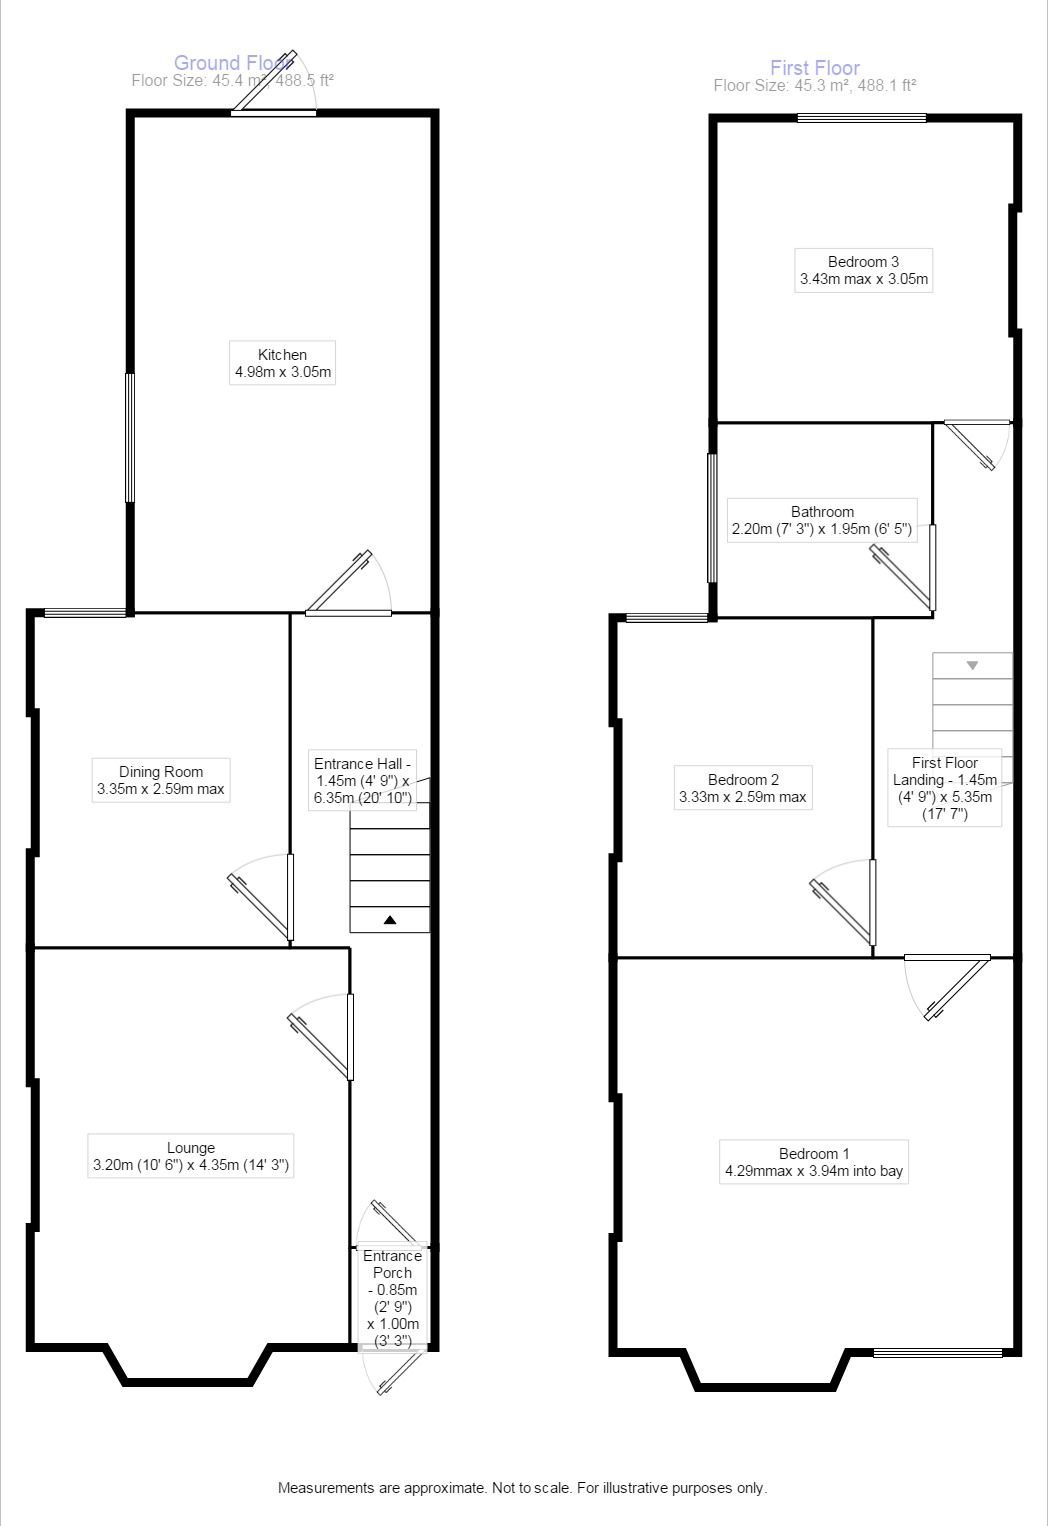 Ground Floor
Floor Size: 45.4 m², 488.5 ft²
Kitchen
4.98m x 3.05m
Dining Room
3.35m x 2.59m max
Entrance Hall -
1.45m (4' 9") x
6.35m (20' 10")
Lounge
3.20m (10' 6") x 4.35m (14' 3")
Entrance
Porch
- 0.85m
(2' 9")
x 1.00m
(3' 3")
First Floor
Floor Size: 45.3 m², 488.1 ft²
Bedroom 3
3.43m max x 3.05m
Bathroom
2.20m (7' 3") x 1.95m (6' 5")
Bedroom 2
3.33m x 2.59m max
First Floor
Landing - 1.45m
(4' 9") x 5.35m
(17' 7")
Bedroom 1
4.29mmax x 3.94m into bay
Measurements are approximate. Not to scale. For illustrative purposes only.